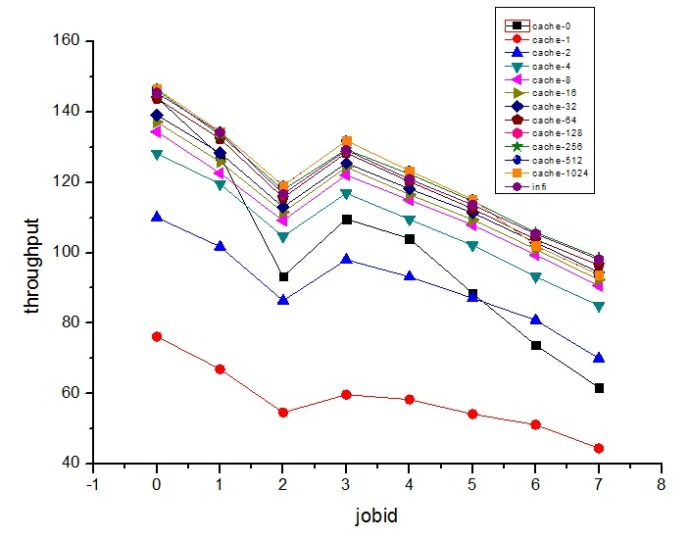 cache-0
cache-1
cache-2
cache-4
cache-8
cache-16
cache-32
cache-64
cache-128
cache-256
cache-512
cache-1024
infi
160
140
120
100
80
60
40
throughput
-1 0 1 2 3 4 5 6 7 8
jobid